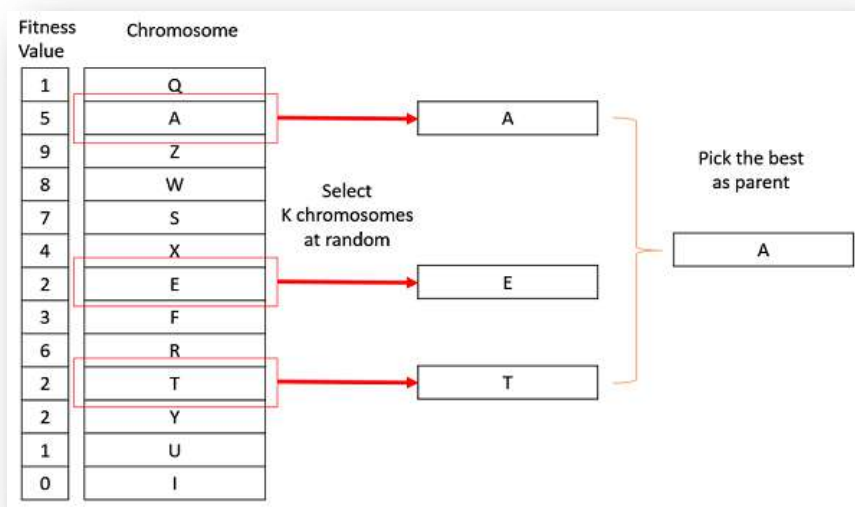 Fitness
Value
Chromosome
1 Q
5 A
9 Z
8 W
7 S
4 X
2 E
3 F
6 R
2 T
2 Y
1 U
0 I
Select
K chromosomes
at random
A
E
T
Pick the best
as parent
A